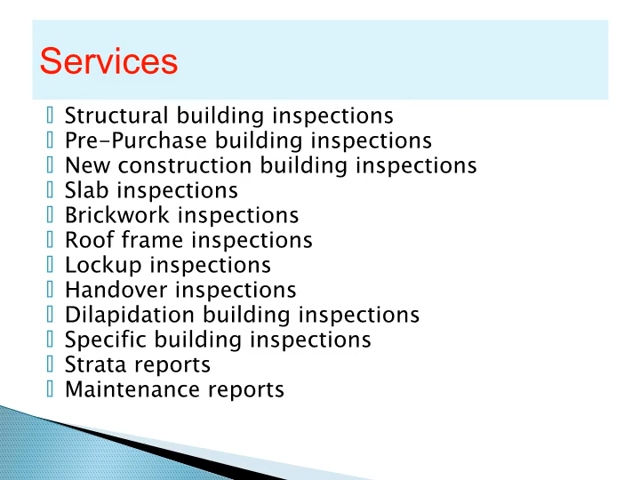 Services
Structural building inspections
Pre-Purchase building inspections
New construction building inspections
Slab inspections
Brickwork inspections
Roof frame inspections
Lockup inspections
Handover inspections
Dilapidation building inspections
Specific building inspections
Strata reports
Maintenance reports